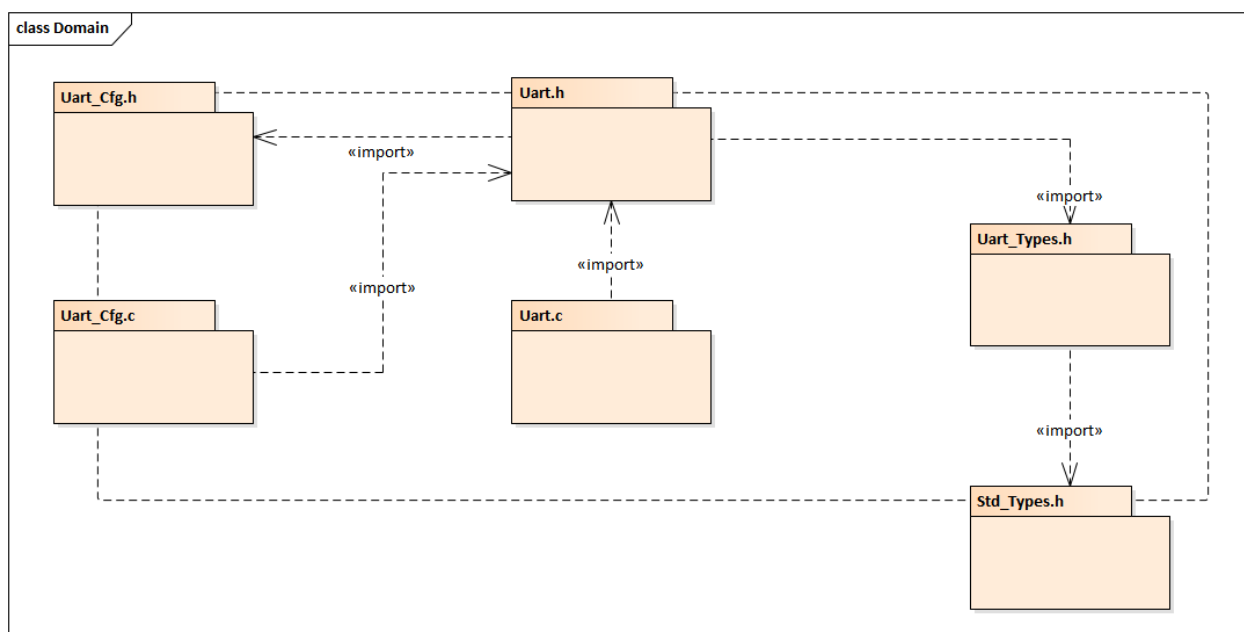 class Domain
Uart_Cfg.h
Uart.h
«import»
«import»
Uart_Types.h
«import»
«import»
Uart_Cfg.c
Uart.c
«import»
Std_Types.h